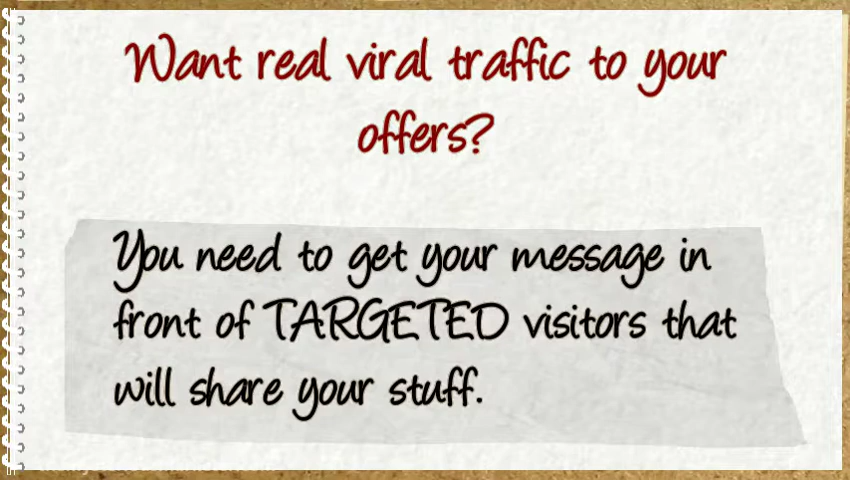 Want real viral traffic to your
offers?
You need to get your message in
front of TARGETED visitors that
will share your stuff.